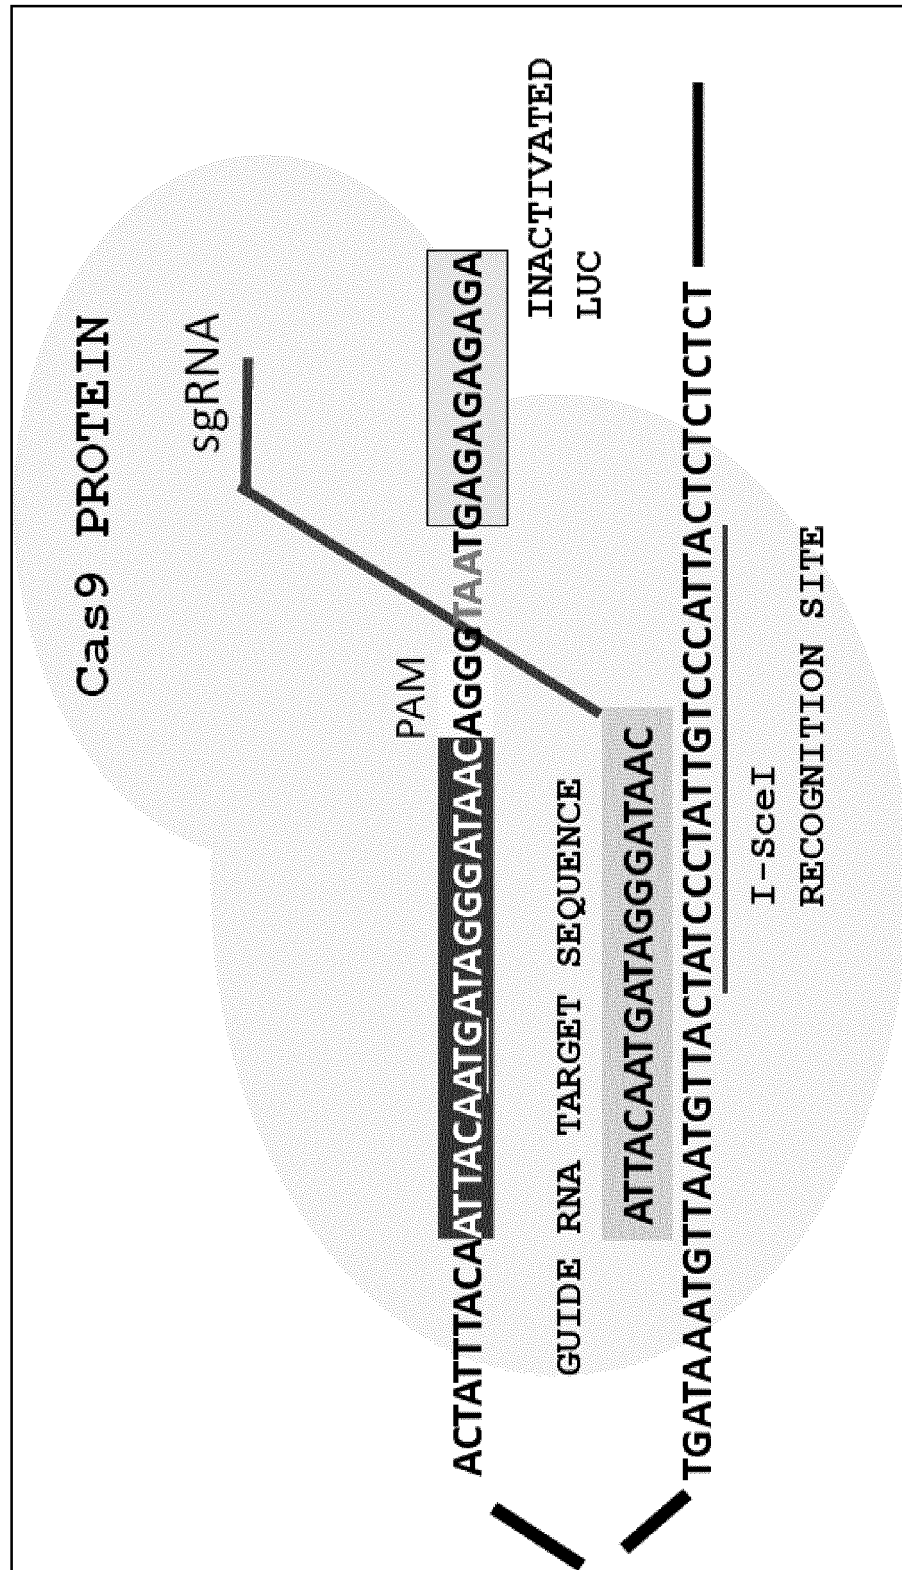 Cas9 PROTEIN
sgRNA
PAM
ACTATTTACAATTACAATGATAGGGATAACAGGGTAATGAGAGAGAGA
INACTIVATED
LUC
GUIDE RNA TARGET SEQUENCE
ATTACAATGATAGGGATAAC
TGATAAATGTTAATGTTACTATCCCTATTGTCCCATTACTCTCTCTCT
I-SceI
RECOGNITION SITE